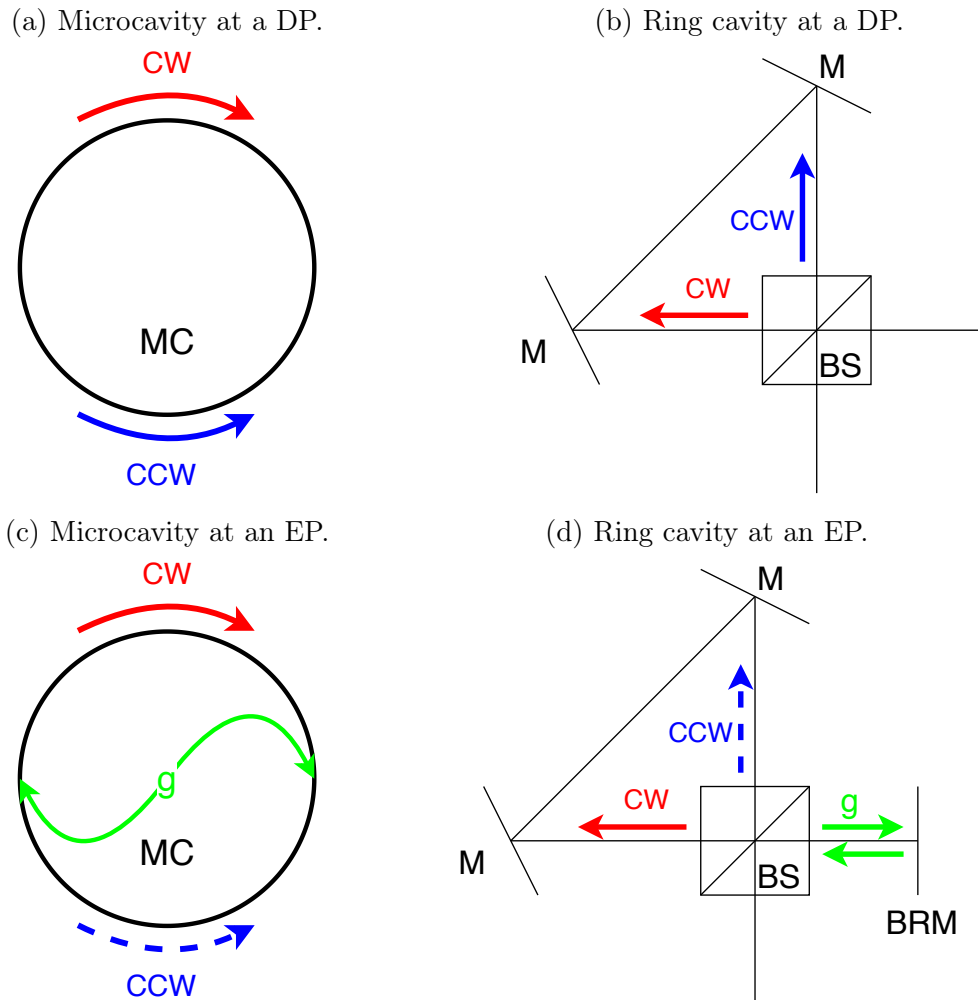 (a) Microcavity at a DP.
CW
MC
CCW
(b) Ring cavity at a DP.
M
CCW
CW
M
BS
(c) Microcavity at an EP.
CW
g
MC
CCW
(d) Ring cavity at an EP.
M
CCW
CW
g
M
BS
BRM